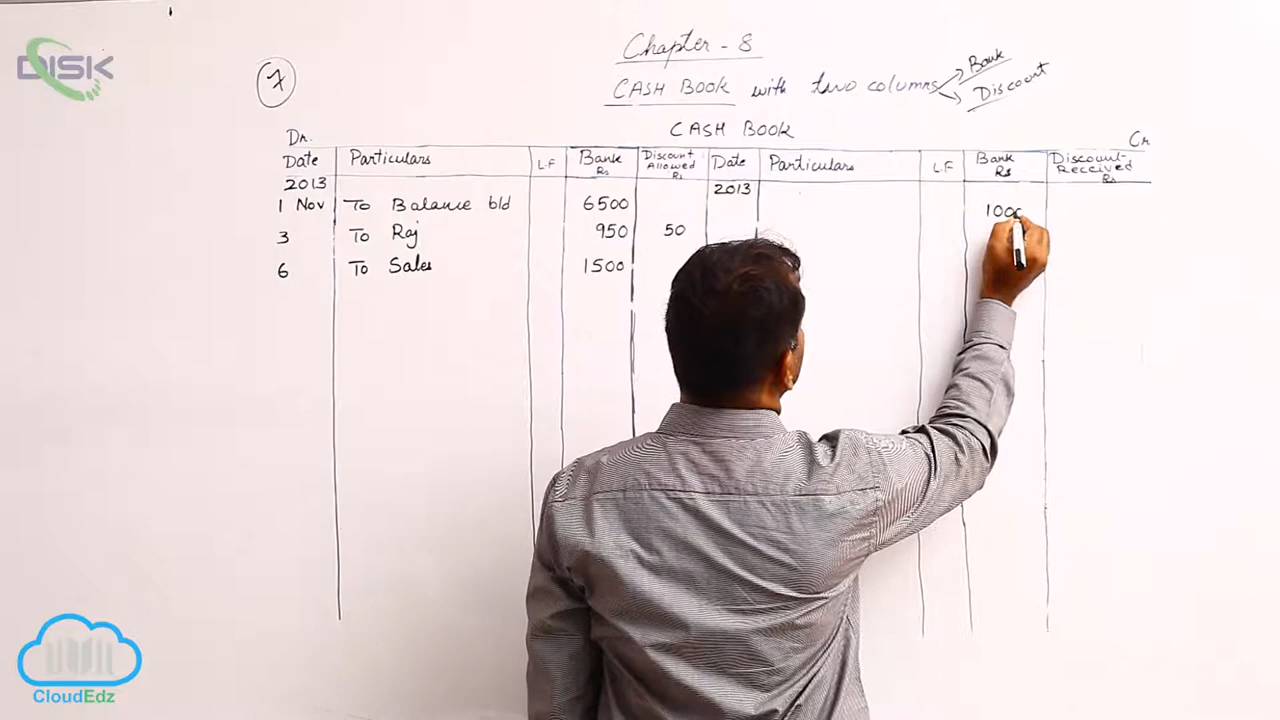 DISK
7
Chapter - 8
CASH BOOK with two columns
Bank
Discount
CASH BOOK
Dr. Cr
Date Particulars L.F Bank Rs Discount Allowed Rs Date Particulars L.F Bank Rs Discount Received Rs
2013 2013
1 Nov To Balance b/d 6500 1000
3 To Raj 950 50
6 To Sales 1500
CloudEdz